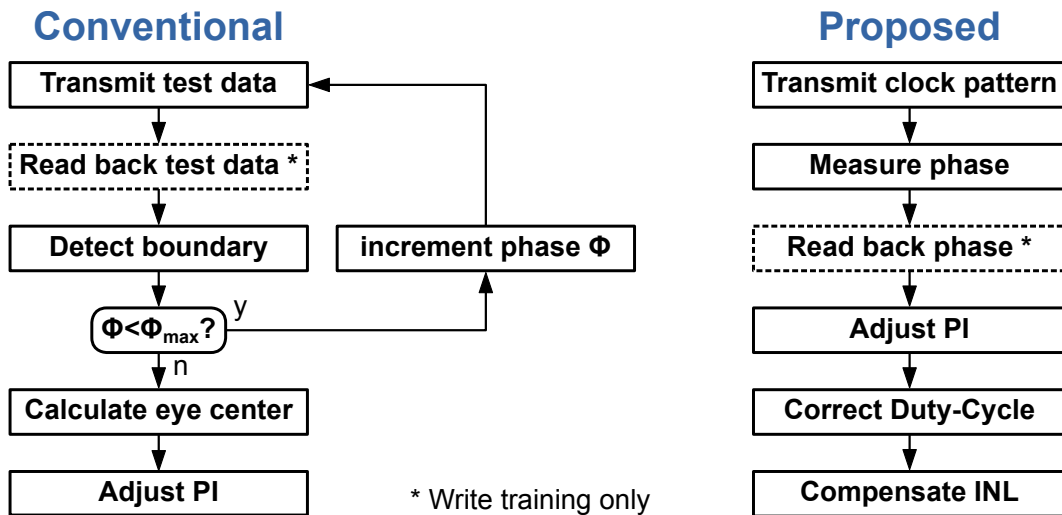 Conventional
Transmit test data
Read back test data *
Detect boundary
increment phase Φ
Φ<Φmax?
y
n
Calculate eye center
Adjust PI
* Write training only
Proposed
Transmit clock pattern
Measure phase
Read back phase *
Adjust PI
Correct Duty-Cycle
Compensate INL